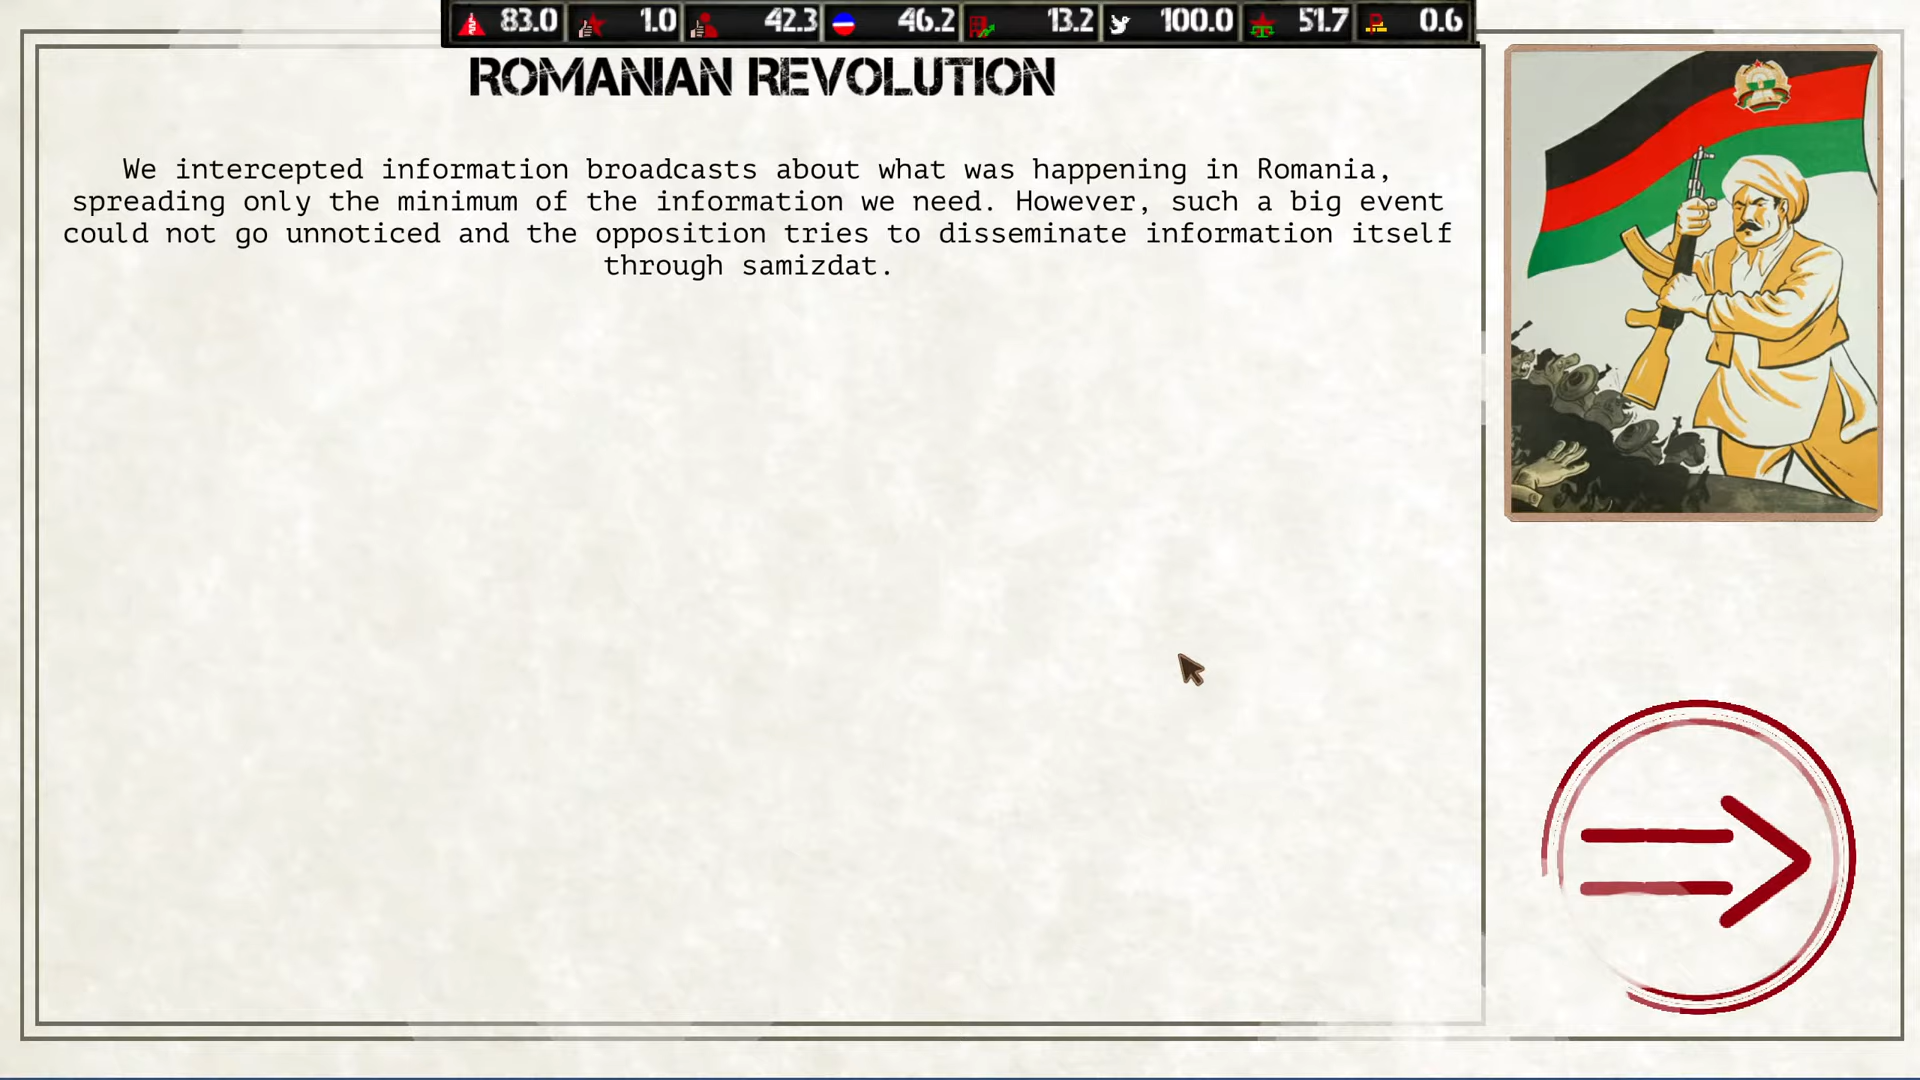 83.0 1.0 42.3 46.2 13.2 100.0 51.7 0.6
ROMANIAN REVOLUTION
We intercepted information broadcasts about what was happening in Romania,
spreading only the minimum of the information we need. However, such a big event
could not go unnoticed and the opposition tries to disseminate information itself
through samizdat.